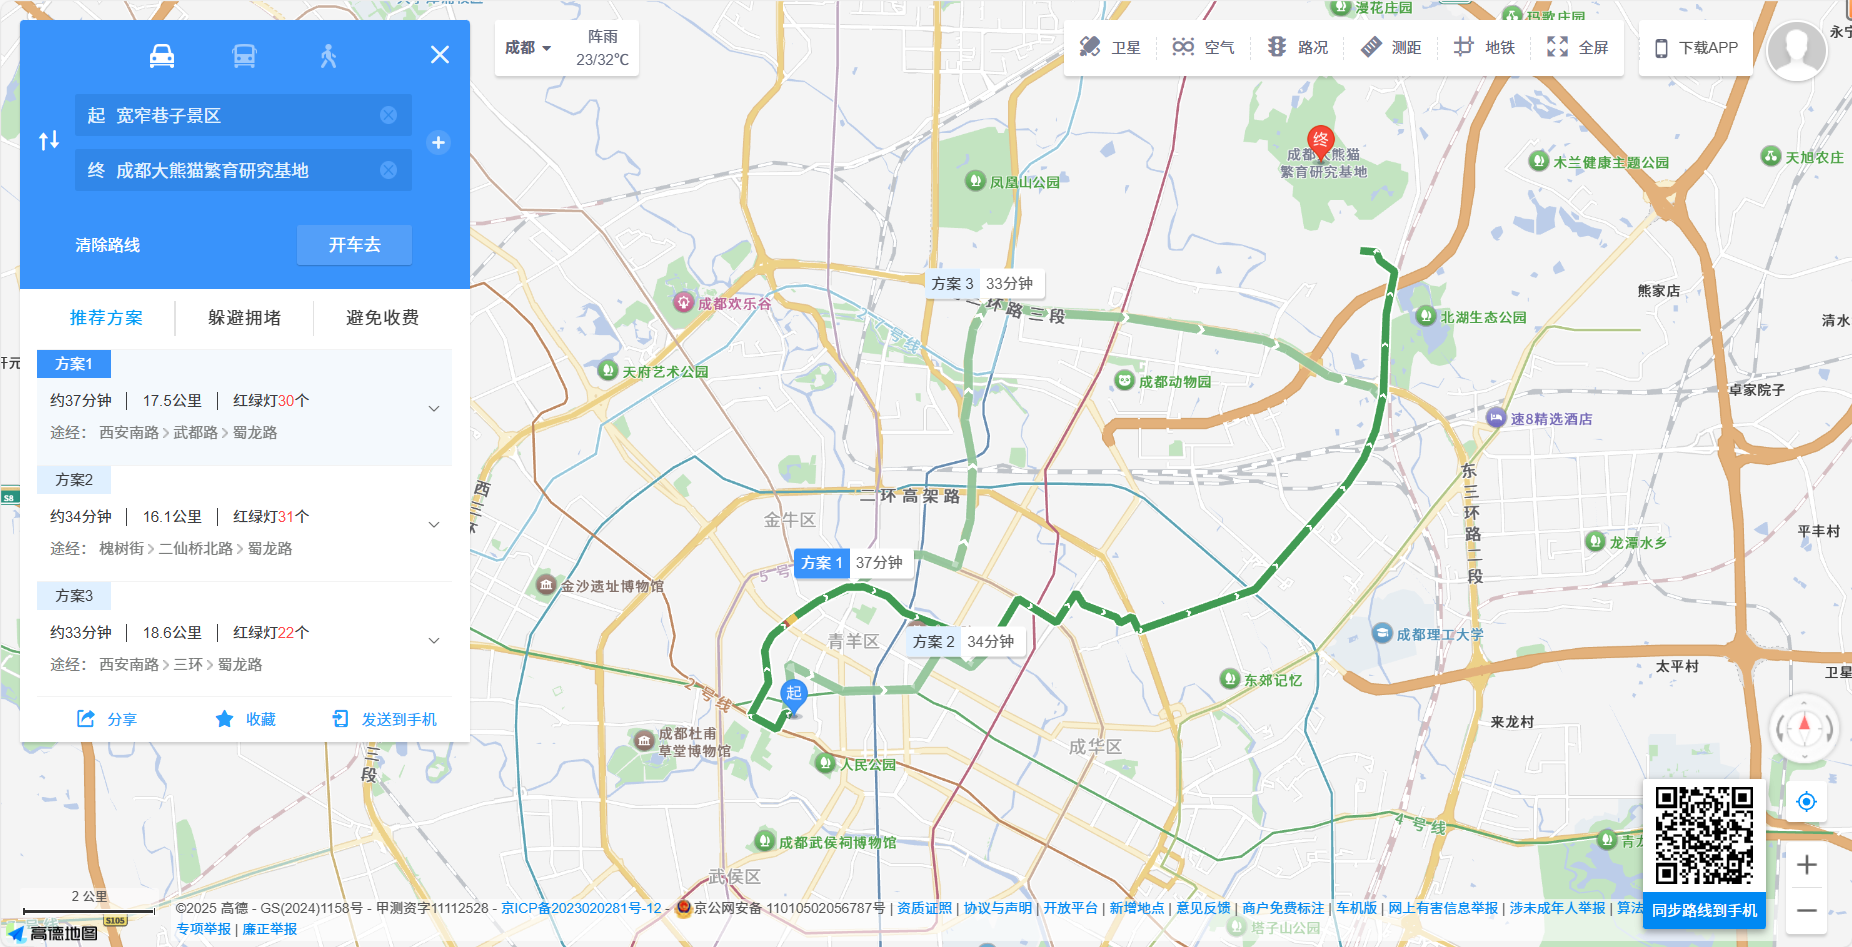 起 宽窄巷子景区
终 成都大熊猫繁育研究基地
清除路线
开车去
推荐方案
躲避拥堵
避免收费
方案1
约37分钟 | 17.5公里 | 红绿灯30个
途经: 西安南路 > 武都路 > 蜀龙路
方案2
约34分钟 | 16.1公里 | 红绿灯31个
途经: 槐树街 > 二仙桥北路 > 蜀龙路
方案3
约33分钟 | 18.6公里 | 红绿灯22个
途经: 西安南路 > 三环 > 蜀龙路
分享
收藏
发送到手机
成都
阵雨
23/32℃
卫星
空气
路况
测距
地铁
全屏
下载APP
漫花庄园
玛歌庄园
终
成都大熊猫
繁育研究基地
凤凰山公园
木兰健康主题公园
天旭农庄
方案 3 33分钟
三环路三段
成都欢乐谷
27号线
熊家店
清水
北湖生态公园
天府艺术公园
成都动物园
卓家院子
速8精选酒店
西三环
二环高架路
金牛区
东三环路二段
平丰村
龙潭水乡
方案 1 37分钟
5号
金沙遗址博物馆
青羊区
方案 2 34分钟
成都理工大学
太平村
卫星
东郊记忆
2号线
起
来龙村
成都杜甫
草堂博物馆
成华区
人民公园
三段
4号线
成都武侯祠博物馆
武侯区
青龙
塔子山公园
S8
S105
2 公里
高德地图
同步路线到手机
©2025 高德 - GS(2024)1158号 - 甲测资字11112528 - 京ICP备2023020281号-12 - 京公网安备 11010502056787号 | 资质证照 | 协议与声明 | 开放平台 | 新增地点 | 意见反馈 | 商户免费标注 | 车机版 | 网上有害信息举报 | 涉未成年人举报 | 算法
专项举报 | 廉正举报